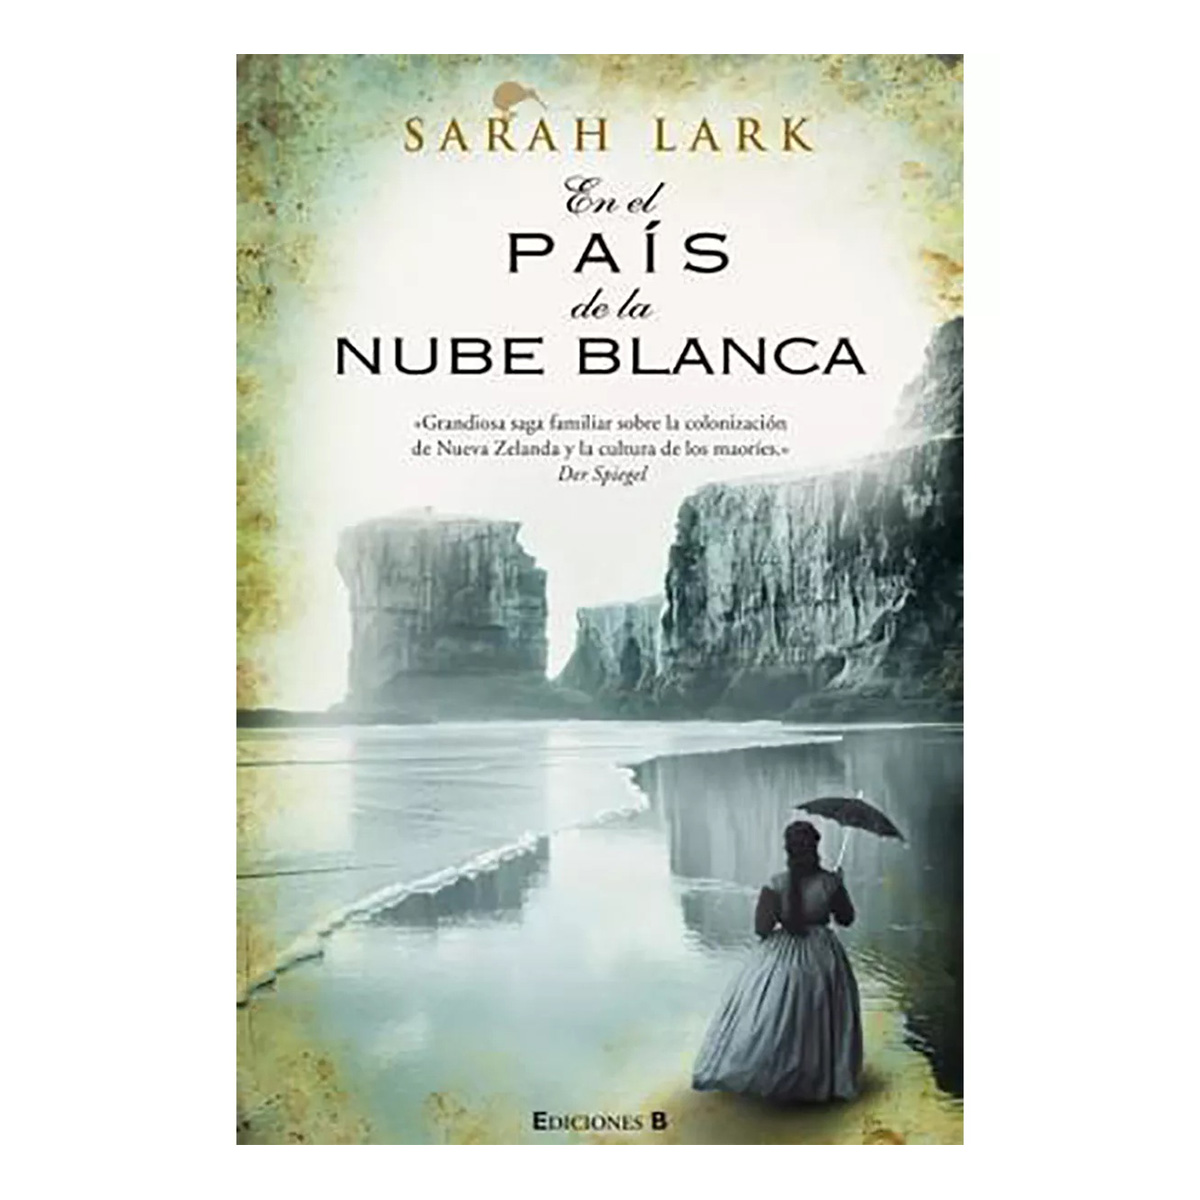 SARAH LARK
En el
PAÍS
de la
NUBE BLANCA
«Grandiosa saga familiar sobre la colonización
de Nueva Zelanda y la cultura de los maoríes.»
Der Spiegel
EDICIONES B